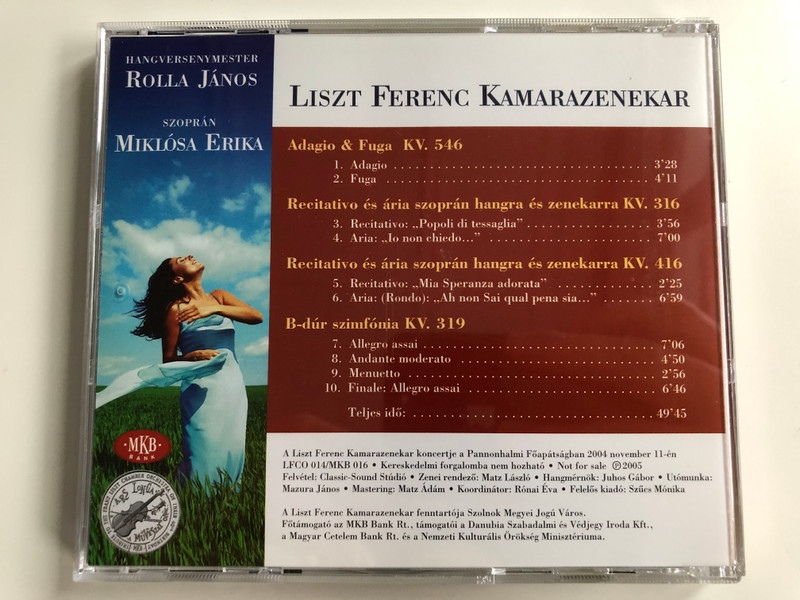 HANGVERSENYMESTER
ROLLA JÁNOS
SZOPRÁN
MIKLÓSA ERIKA
LISZT FERENC KAMARAZENEKAR
Adagio & Fuga KV. 546
1. Adagio 3'28
2. Fuga 4'11
Recitativo és ária szoprán hangra és zenekarra KV. 316
3. Recitativo: „Popoli di tessaglia” 3'56
4. Aria: „Io non chiedo...” 7'00
Recitativo és ária szoprán hangra és zenekarra KV. 416
5. Recitativo: „Mia Speranza adorata” 2'25
6. Aria: (Rondo): „Ah non Sai qual pena sia...” 6'59
B-dúr szimfónia KV. 319
7. Allegro assai 7'06
8. Andante moderato 4'50
9. Menuetto 2'56
10. Finale: Allegro assai 6'46
Teljes idő: 49'45
·MKB·
BANK
A Liszt Ferenc Kamarazenekar koncertje a Pannonhalmi Főapátságban 2004 november 11-én
LFCO 014/MKB 016 • Kereskedelmi forgalomba nem hozható • Not for sale ℗2005
Felvétel: Classic-Sound Stúdió • Zenei rendező: Matz László • Hangmérnök: Juhos Gábor • Utómunka:
Mazura János • Mastering: Matz Ádám • Koordinátor: Rónai Éva • Felelős kiadó: Szűcs Mónika
A Liszt Ferenc Kamarazenekar fenntartója Szolnok Megyei Jogú Város.
Főtámogató az MKB Bank Rt., támogatói a Danubia Szabadalmi és Védjegy Iroda Kft.,
a Magyar Cetelem Bank Rt. és a Nemzeti Kulturális Örökség Minisztériuma.